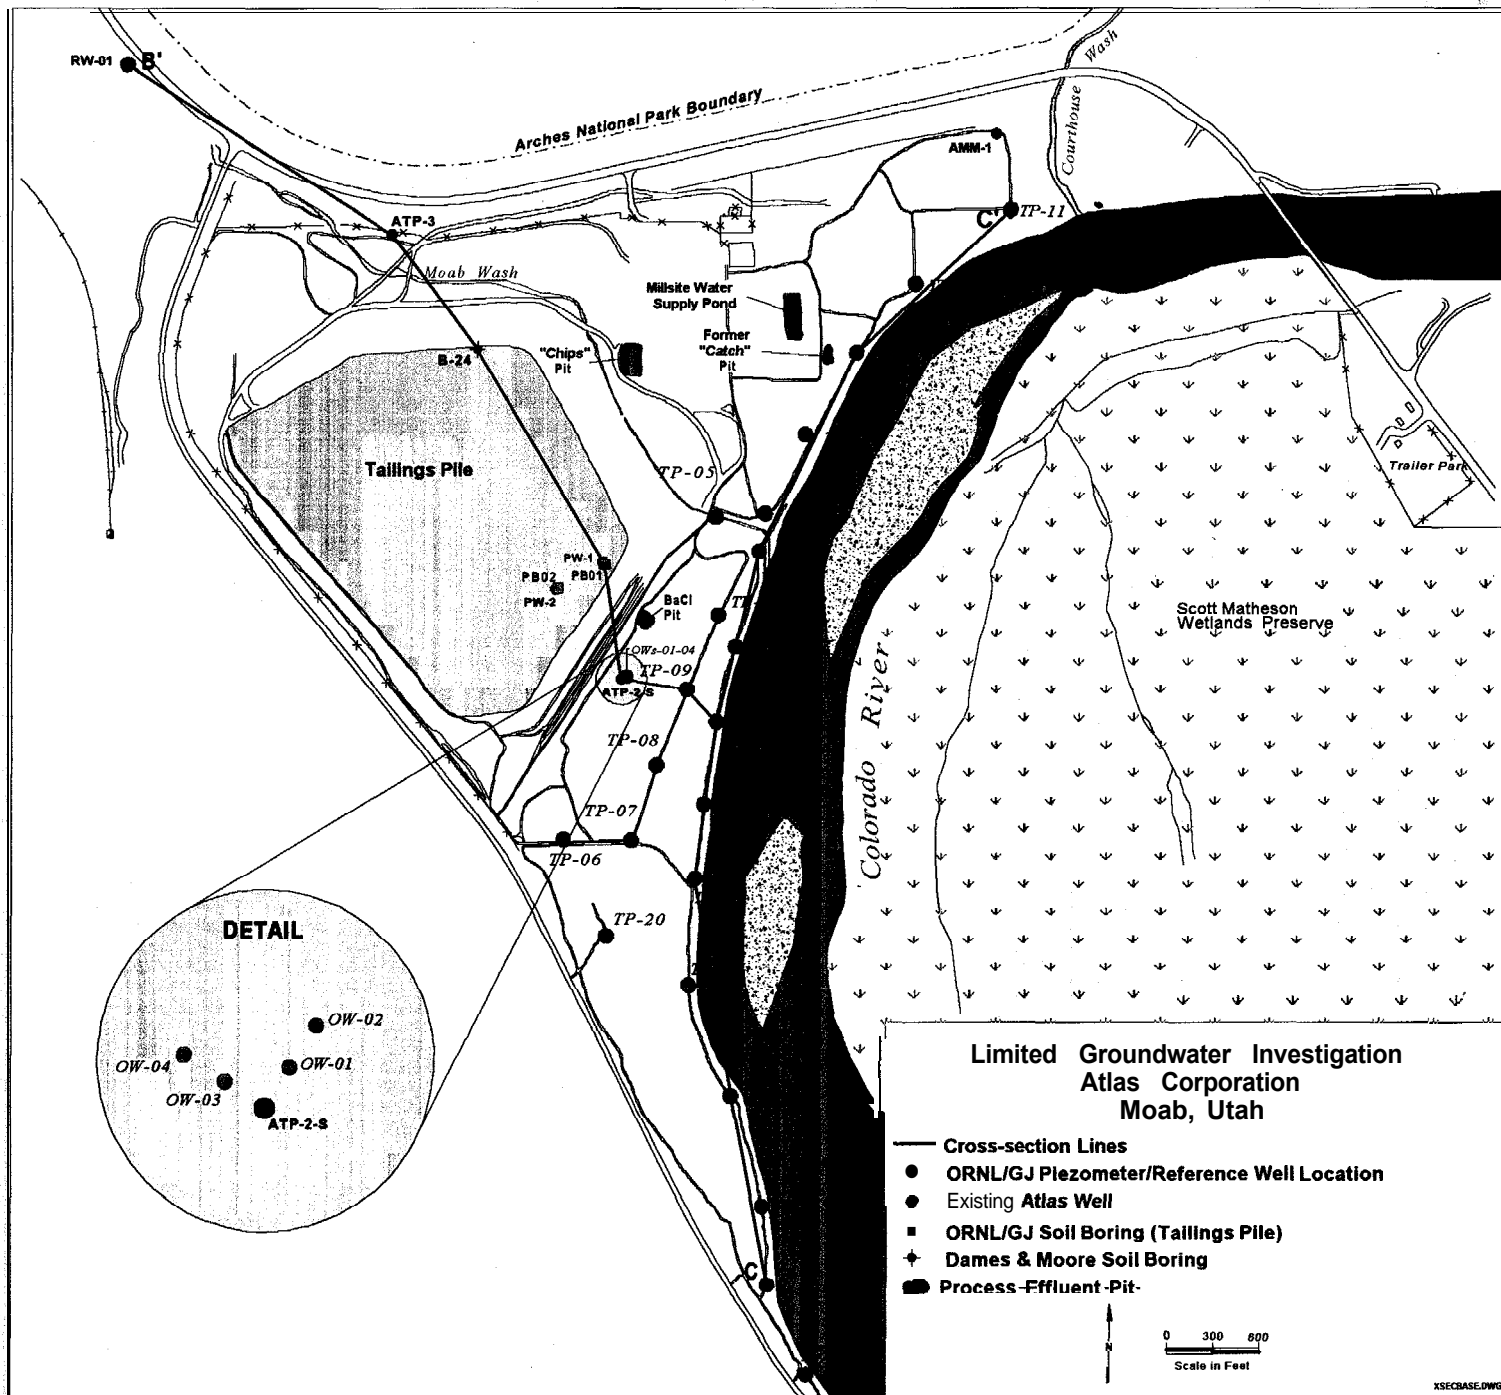 RW-01
B'
Arches National Park Boundary
Courthouse Wash
AMM-1
C'
TP-11
ATP-3
Moab Wash
Millsite Water
Supply Pond
Former
"Catch"
Pit
"Chips"
Pit
B-24
Tailings Pile
TP-05
Trailer Park
PW-1
PB02
PB01
PW-2
BaCl
Pit
Scott Matheson
Wetlands Preserve
OWs-01-04
TP-09
ATP-2-S
Colorado River
TP-08
TP-07
TP-06
TP-20
DETAIL
OW-02
OW-04
OW-01
OW-03
ATP-2-S
C
Limited Groundwater Investigation
Atlas Corporation
Moab, Utah
Cross-section Lines
ORNL/GJ Piezometer/Reference Well Location
Existing Atlas Well
ORNL/GJ Soil Boring (Tailings Pile)
Dames & Moore Soil Boring
Process-Effluent-Pit-
N
0 300 600
Scale in Feet
XSECBASE.DWG